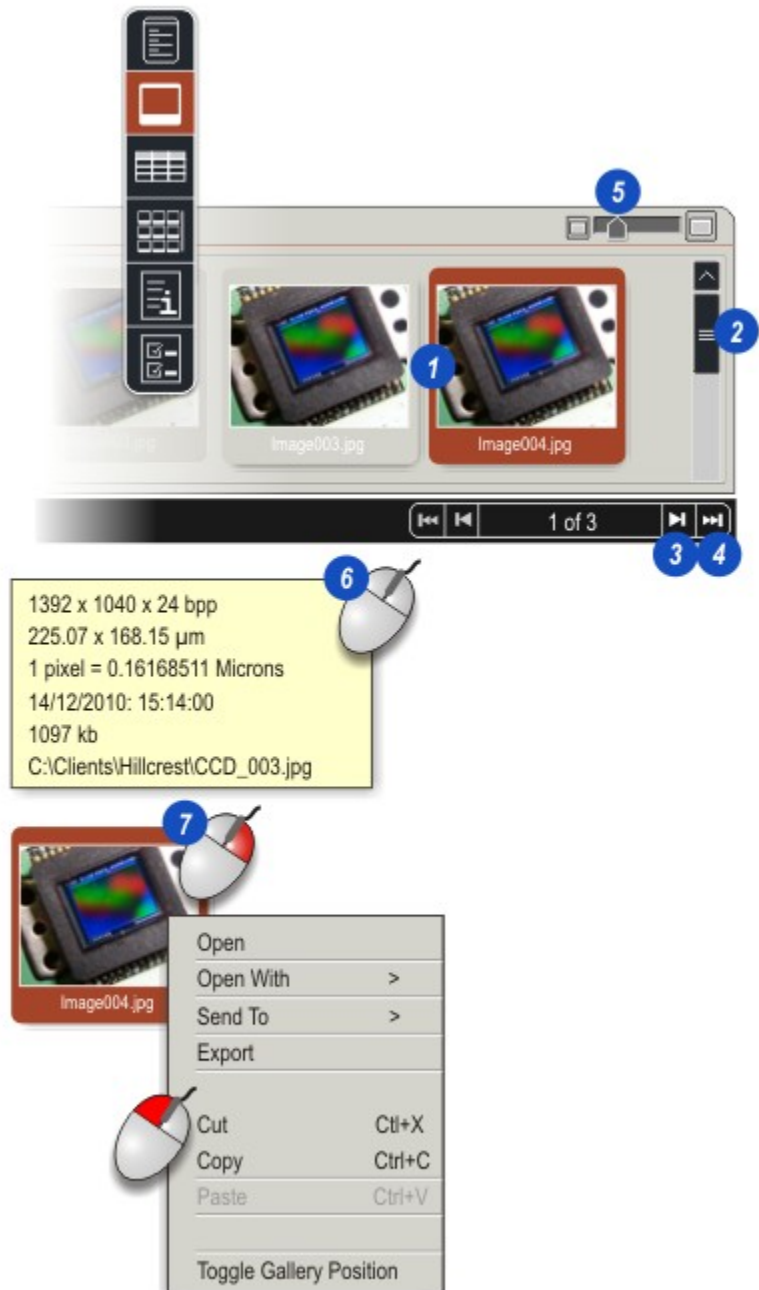 5
2
1
Image003.jpg
Image004.jpg
1 of 3
3
4
6
1392 x 1040 x 24 bpp
225.07 x 168.15 µm
1 pixel = 0.16168511 Microns
14/12/2010: 15:14:00
1097 kb
C:\Clients\Hillcrest\CCD_003.jpg
7
Image004.jpg
Open
Open With >
Send To >
Export
Cut Ctl+X
Copy Ctrl+C
Paste Ctrl+V
Toggle Gallery Position